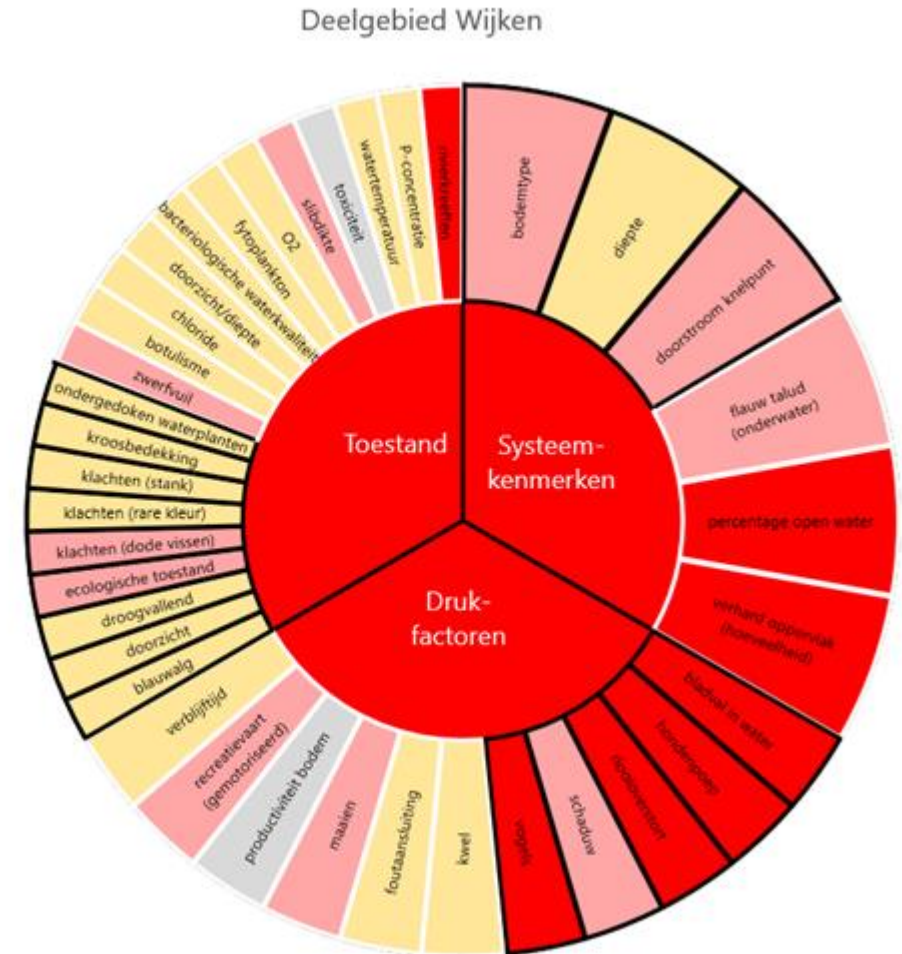 Deelgebied Wijken
bodemtype
diepte
doorstroom knelpunt
flauw talud
(onderwater)
percentage open water
verhard oppervlak
(hoeveelheid)
bladval in water
hondenpoep
riooloverstort
schaduw
vogels
kwel
foutaansluiting
maaien
productiviteit bodem
recreatievaart
(gemotoriseerd)
verblijftijd
blauwalg
doorzicht
droogvallend
ecologische toestand
klachten (dode vissen)
klachten (rare kleur)
klachten (stank)
kroosbedekking
ondergedoken waterplanten
zwerfvuil
botulisme
chloride
doorzicht/diepte
bacteriologische waterkwaliteit
fytoplankton
O2
slibdikte
toxiciteit
watertemperatuur
P-concentratie
Toestand
Systeem-
kenmerken
Druk-
factoren